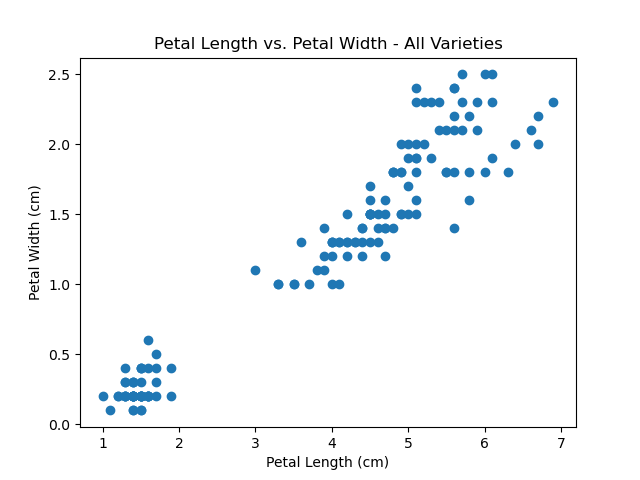 Petal Length vs. Petal Width - All Varieties
2.5
2.0
1.5
1.0
0.5
0.0
Petal Width (cm)
1 2 3 4 5 6 7
Petal Length (cm)